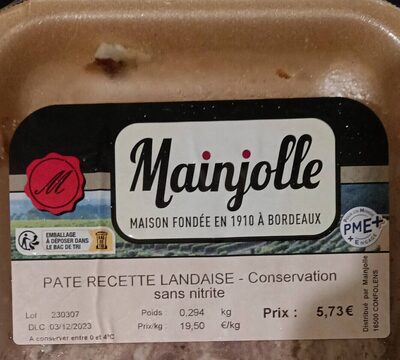 Mainjolle
MAISON FONDÉE EN 1910 À BORDEAUX
M
EMBALLAGE
À DÉPOSER DANS
LE BAC DE TRI
PME+
PATE RECETTE LANDAISE - Conservation
sans nitrite
Lot 230307 Poids 0,294 kg Prix : 5,73€
DLC :03/12/2023 Prix/kg 19,50 €/kg
A conserver entre 0 et 4°C
Distribué par Mainjolle
16500 CONFOLENS